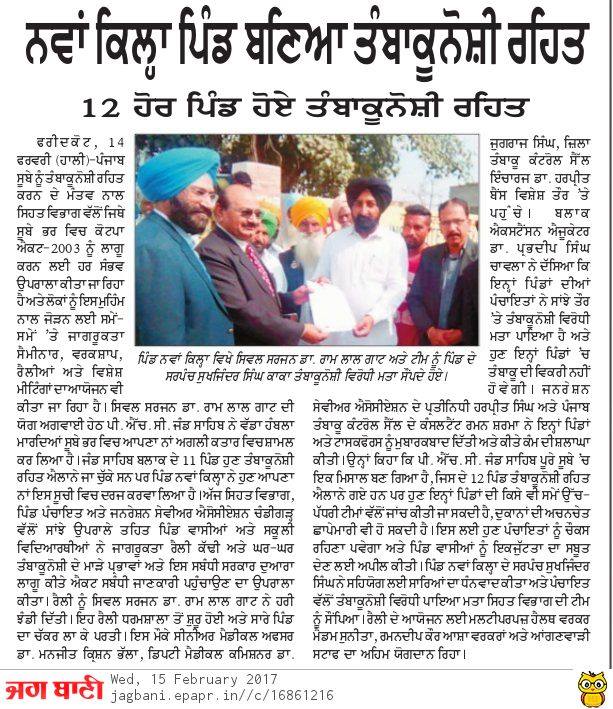 ਨਵਾਂ ਕਿਲ੍ਹਾ ਪਿੰਡ ਬਣਿਆ ਤੰਬਾਕੂਨੋਸ਼ੀ ਰਹਿਤ
12 ਹੋਰ ਪਿੰਡ ਹੋਏ ਤੰਬਾਕੂਨੋਸ਼ੀ ਰਹਿਤ
ਫਰੀਦਕੋਟ, 14
ਫਰਵਰੀ (ਹਾਲੀ)-ਪੰਜਾਬ
ਸੂਬੇ ਨੂੰ ਤੰਬਾਕੂਨੋਸ਼ੀ ਰਹਿਤ
ਕਰਨ ਦੇ ਮੰਤਵ ਨਾਲ
ਸਿਹਤ ਵਿਭਾਗ ਵੱਲੋਂ ਜਿਥੇ
ਸੂਬੇ ਭਰ ਵਿਚ ਕੋਟਪਾ
ਐਕਟ-2003 ਨੂੰ ਲਾਗੂ
ਕਰਨ ਲਈ ਹਰ ਸੰਭਵ
ਉਪਰਾਲਾ ਕੀਤਾ ਜਾ ਰਿਹਾ
ਹੈ ਅਤੇ ਲੋਕਾਂ ਨੂੰ ਇਸ ਮੁਹਿੰਮ
ਨਾਲ ਜੋੜਨ ਲਈ ਸਮੇਂ-
ਸਮੇਂ 'ਤੇ ਜਾਗਰੂਕਤਾ
ਸੈਮੀਨਾਰ, ਵਰਕਸ਼ਾਪ,
ਰੈਲੀਆਂ ਅਤੇ ਵਿਸ਼ੇਸ਼
ਮੀਟਿੰਗਾਂ ਦਾ ਆਯੋਜਨ ਵੀ
ਕੀਤਾ ਜਾ ਰਿਹਾ ਹੈ। ਸਿਵਲ ਸਰਜਨ ਡਾ. ਰਾਮ ਲਾਲ ਗਾਟ ਦੀ
ਯੋਗ ਅਗਵਾਈ ਹੇਠ ਪੀ. ਐੱਚ. ਸੀ. ਜੰਡ ਸਾਹਿਬ ਨੇ ਵੱਡਾ ਹੰਬਲਾ
ਮਾਰਦਿਆਂ ਸੂਬੇ ਭਰ ਵਿਚ ਆਪਣਾ ਨਾਂ ਅਗਲੀ ਕਤਾਰ ਵਿਚ ਸ਼ਾਮਲ
ਕਰ ਲਿਆ ਹੈ। ਜੰਡ ਸਾਹਿਬ ਬਲਾਕ ਦੇ 11 ਪਿੰਡ ਹੁਣ ਤੰਬਾਕੂਨੋਸ਼ੀ
ਰਹਿਤ ਐਲਾਨੇ ਜਾ ਚੁੱਕੇ ਸਨ ਪਰ ਪਿੰਡ ਨਵਾਂ ਕਿਲ੍ਹਾ ਨੇ ਹੁਣ ਆਪਣਾ
ਨਾਂ ਇਸ ਸੂਚੀ ਵਿਚ ਦਰਜ ਕਰਵਾ ਲਿਆ ਹੈ। ਅੱਜ ਸਿਹਤ ਵਿਭਾਗ,
ਪਿੰਡ ਪੰਚਾਇਤ ਅਤੇ ਜਨਰੇਸ਼ਨ ਸੇਵੀਅਰ ਐਸੋਸੀਏਸ਼ਨ ਚੰਡੀਗੜ੍ਹ
ਵੱਲੋਂ ਸਾਂਝੇ ਉਪਰਾਲੇ ਤਹਿਤ ਪਿੰਡ ਵਾਸੀਆਂ ਅਤੇ ਸਕੂਲੀ
ਵਿਦਿਆਰਥੀਆਂ ਨੇ ਜਾਗਰੂਕਤਾ ਰੈਲੀ ਕੱਢੀ ਅਤੇ ਘਰ-ਘਰ
ਤੰਬਾਕੂਨੋਸ਼ੀ ਦੇ ਮਾੜੇ ਪ੍ਰਭਾਵਾਂ ਅਤੇ ਇਸ ਸਬੰਧੀ ਸਰਕਾਰ ਦੁਆਰਾ
ਲਾਗੂ ਕੀਤੇ ਐਕਟ ਸਬੰਧੀ ਜਾਣਕਾਰੀ ਪਹੁੰਚਾਉਣ ਦਾ ਉਪਰਾਲਾ
ਕੀਤਾ। ਰੈਲੀ ਨੂੰ ਸਿਵਲ ਸਰਜਨ ਡਾ. ਰਾਮ ਲਾਲ ਗਾਟ ਨੇ ਹਰੀ
ਝੰਡੀ ਦਿੱਤੀ। ਇਹ ਰੈਲੀ ਧਰਮਸ਼ਾਲਾ ਤੋਂ ਸ਼ੁਰੂ ਹੋਈ ਅਤੇ ਸਾਰੇ ਪਿੰਡ
ਦਾ ਚੱਕਰ ਲਾ ਕੇ ਪਰਤੀ। ਇਸ ਮੌਕੇ ਸੀਨੀਅਰ ਮੈਡੀਕਲ ਅਫਸਰ
ਡਾ. ਮਨਜੀਤ ਕ੍ਰਿਸ਼ਨ ਭੱਲਾ, ਡਿਪਟੀ ਮੈਡੀਕਲ ਕਮਿਸ਼ਨਰ ਡਾ.
ਪਿੰਡ ਨਵਾਂ ਕਿਲ੍ਹਾ ਵਿਖੇ ਸਿਵਲ ਸਰਜਨ ਡਾ. ਰਾਮ ਲਾਲ ਗਾਟ ਅਤੇ ਟੀਮ ਨੂੰ ਪਿੰਡ ਦੇ
ਸਰਪੰਚ ਸੁਖਜਿੰਦਰ ਸਿੰਘ ਕਾਕਾ ਤੰਬਾਕੂਨੋਸ਼ੀ ਵਿਰੋਧੀ ਮਤਾ ਸੌਂਪਦੇ ਹੋਏ।
ਜੁਗਰਾਜ ਸਿੰਘ, ਜ਼ਿਲਾ
ਤੰਬਾਕੂ ਕੰਟਰੋਲ ਸੈੱਲ
ਇੰਚਾਰਜ ਡਾ. ਹਰਪ੍ਰੀਤ
ਬੈਂਸ ਵਿਸ਼ੇਸ਼ ਤੌਰ 'ਤੇ
ਪਹੁੰਚੇ। ਬਲਾਕ
ਐਕਸਟੈਂਸਨ ਐਜੂਕੇਟਰ
ਡਾ. ਪ੍ਰਭਦੀਪ ਸਿੰਘ
ਚਾਵਲਾ ਨੇ ਦੱਸਿਆ ਕਿ
ਇਨ੍ਹਾਂ ਪਿੰਡਾਂ ਦੀਆਂ
ਪੰਚਾਇਤਾਂ ਨੇ ਸਾਂਝੇ ਤੌਰ
'ਤੇ ਤੰਬਾਕੂਨੋਸ਼ੀ ਵਿਰੋਧੀ
ਮਤਾ ਪਾਇਆ ਹੈ ਅਤੇ
ਹੁਣ ਇਨ੍ਹਾਂ ਪਿੰਡਾਂ 'ਚ
ਤੰਬਾਕੂ ਦੀ ਵਿਕਰੀ ਨਹੀਂ
ਹੋਵੇਗੀ। ਜਨਰੇਸ਼ਨ
ਸੇਵੀਅਰ ਐਸੋਸੀਏਸ਼ਨ ਦੇ ਪ੍ਰਤੀਨਿਧੀ ਹਰਪ੍ਰੀਤ ਸਿੰਘ ਅਤੇ ਪੰਜਾਬ
ਤੰਬਾਕੂ ਕੰਟਰੋਲ ਸੈੱਲ ਦੇ ਕੰਸਲਟੈਂਟ ਰਮਨ ਸ਼ਰਮਾ ਨੇ ਇਨ੍ਹਾਂ ਪਿੰਡਾਂ
ਅਤੇ ਟਾਸਕ ਫੋਰਸ ਨੂੰ ਮੁਬਾਰਕਬਾਦ ਦਿੱਤੀ ਅਤੇ ਕੀਤੇ ਕੰਮ ਦੀ ਸ਼ਲਾਘਾ
ਕੀਤੀ। ਉਨ੍ਹਾਂ ਕਿਹਾ ਕਿ ਪੀ. ਐੱਚ. ਸੀ. ਜੰਡ ਸਾਹਿਬ ਪੂਰੇ ਸੂਬੇ 'ਚ
ਇਕ ਮਿਸਾਲ ਬਣ ਗਿਆ ਹੈ, ਜਿਸ ਦੇ 12 ਪਿੰਡ ਤੰਬਾਕੂਨੋਸ਼ੀ ਰਹਿਤ
ਐਲਾਨੇ ਗਏ ਹਨ ਪਰ ਹੁਣ ਇਨ੍ਹਾਂ ਪਿੰਡਾਂ ਦੀ ਕਿਸੇ ਵੀ ਸਮੇਂ ਉੱਚ-
ਪੱਧਰੀ ਟੀਮਾਂ ਵੱਲੋਂ ਜਾਂਚ ਕੀਤੀ ਜਾ ਸਕਦੀ ਹੈ, ਦੁਕਾਨਾਂ ਦੀ ਅਚਨਚੇਤ
ਛਾਪੇਮਾਰੀ ਵੀ ਹੋ ਸਕਦੀ ਹੈ। ਇਸ ਲਈ ਹੁਣ ਪੰਚਾਇਤਾਂ ਨੂੰ ਚੌਕਸ
ਰਹਿਣਾ ਪਵੇਗਾ ਅਤੇ ਪਿੰਡ ਵਾਸੀਆਂ ਨੂੰ ਇਕਜੁੱਟਤਾ ਦਾ ਸਬੂਤ
ਦੇਣ ਲਈ ਅਪੀਲ ਕੀਤੀ। ਪਿੰਡ ਨਵਾਂ ਕਿਲ੍ਹਾ ਦੇ ਸਰਪੰਚ ਸੁਖਜਿੰਦਰ
ਸਿੰਘ ਨੇ ਸਹਿਯੋਗ ਲਈ ਸਾਰਿਆਂ ਦਾ ਧੰਨਵਾਦ ਕੀਤਾ ਅਤੇ ਪੰਚਾਇਤ
ਵੱਲੋਂ ਤੰਬਾਕੂਨੋਸ਼ੀ ਵਿਰੋਧੀ ਪਾਇਆ ਮਤਾ ਸਿਹਤ ਵਿਭਾਗ ਦੀ ਟੀਮ
ਨੂੰ ਸੌਂਪਿਆ। ਰੈਲੀ ਦੇ ਆਯੋਜਨ ਲਈ ਮਲਟੀਪਰਪਜ਼ ਹੈਲਥ ਵਰਕਰ
ਮੈਡਮ ਸੁਨੀਤਾ, ਰਮਨਦੀਪ ਕੌਰ ਆਸ਼ਾ ਵਰਕਰਾਂ ਅਤੇ ਆਂਗਣਵਾੜੀ
ਸਟਾਫ ਦਾ ਅਹਿਮ ਯੋਗਦਾਨ ਰਿਹਾ।
ਜਗ ਬਾਣੀ
Wed, 15 February 2017
jagbani.epapr.in//c/16861216